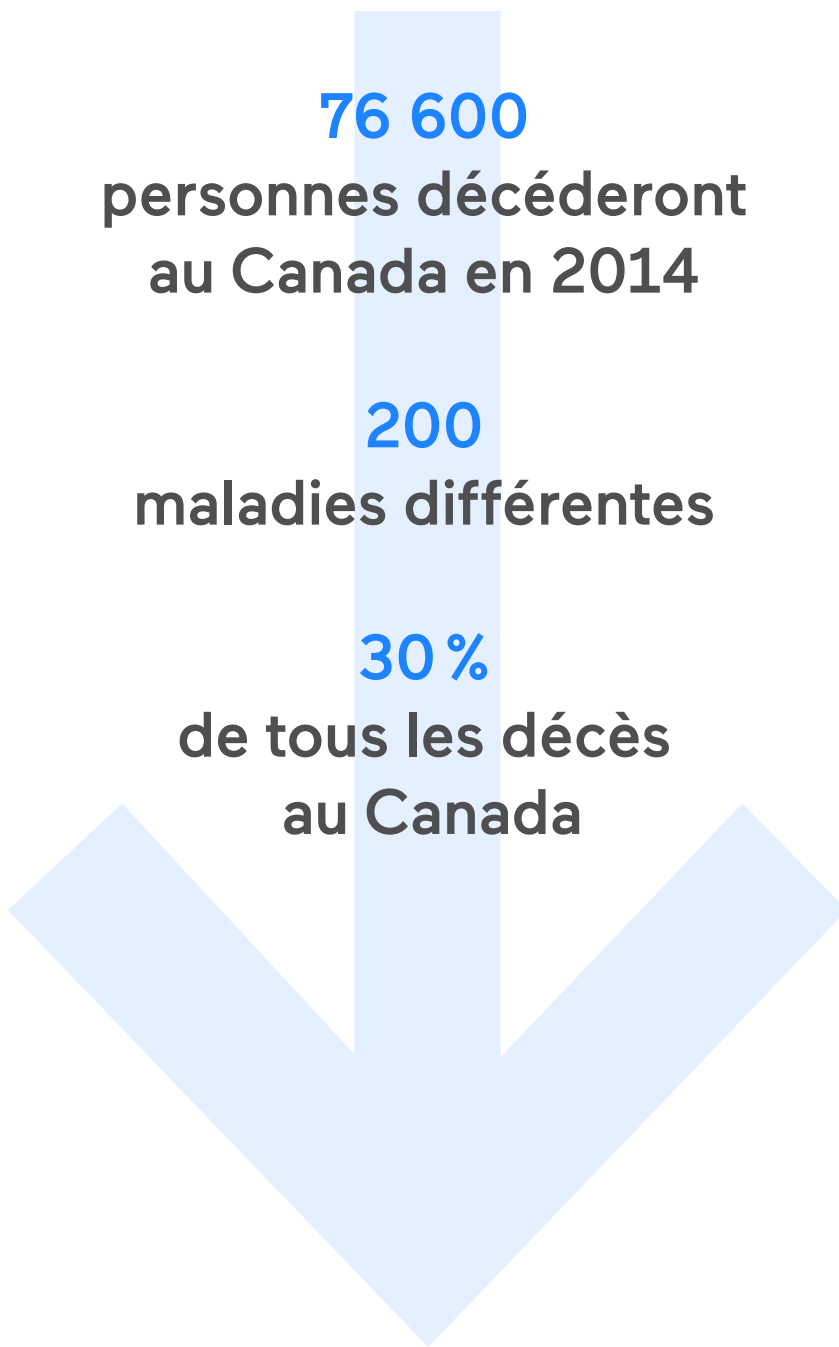 76 600
personnes décéderont
au Canada en 2014
200
maladies différentes
30 %
de tous les décès
au Canada